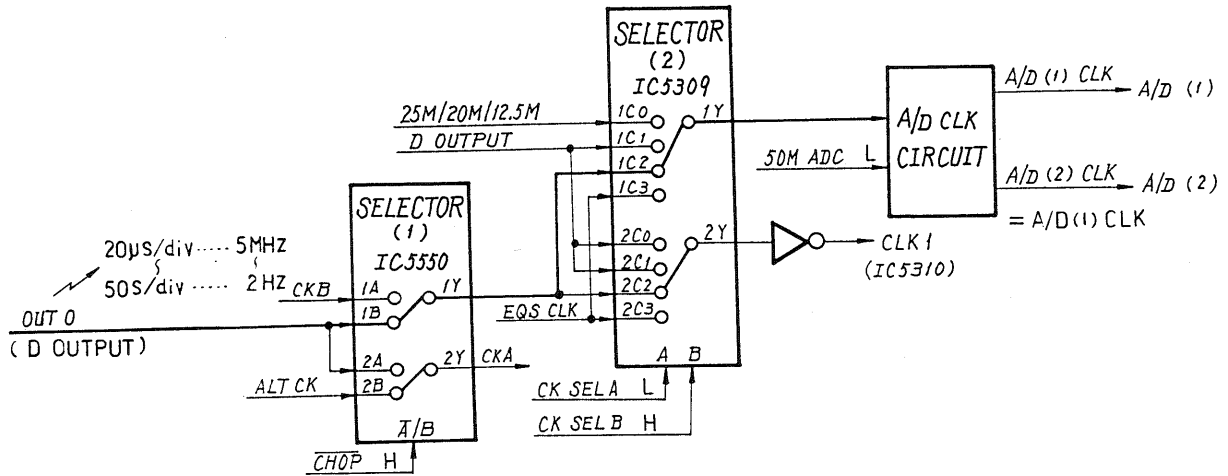 SELECTOR
(2)
IC5309
25M/20M/12.5M
D OUTPUT
1C0
1C1
1C2
1C3
1Y
2C0
2C1
2C2
2C3
2Y
A B
A/D CLK
CIRCUIT
50M ADC L
A/D (1) CLK
A/D (1)
A/D (2) CLK
A/D (2)
= A/D(1) CLK
CLK1
(IC5310)
SELECTOR
(1)
IC5550
20µS/div ..... 5MHZ
50S/div ..... 2HZ
CKB
OUT 0
(D OUTPUT)
1A
1B
1Y
EQS CLK
2A
2B
2Y
CKA
ALT CK
A̅/B
C̅H̅O̅P̅ H
CK SEL A L
CK SEL B H